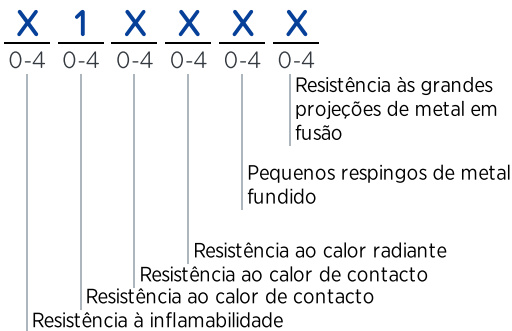 X 1 X X X X
0-4 0-4 0-4 0-4 0-4 0-4
Resistência às grandes
projeções de metal em
fusão
Pequenos respingos de metal
fundido
Resistência ao calor radiante
Resistência ao calor de contacto
Resistência ao calor de contacto
Resistência à inflamabilidade